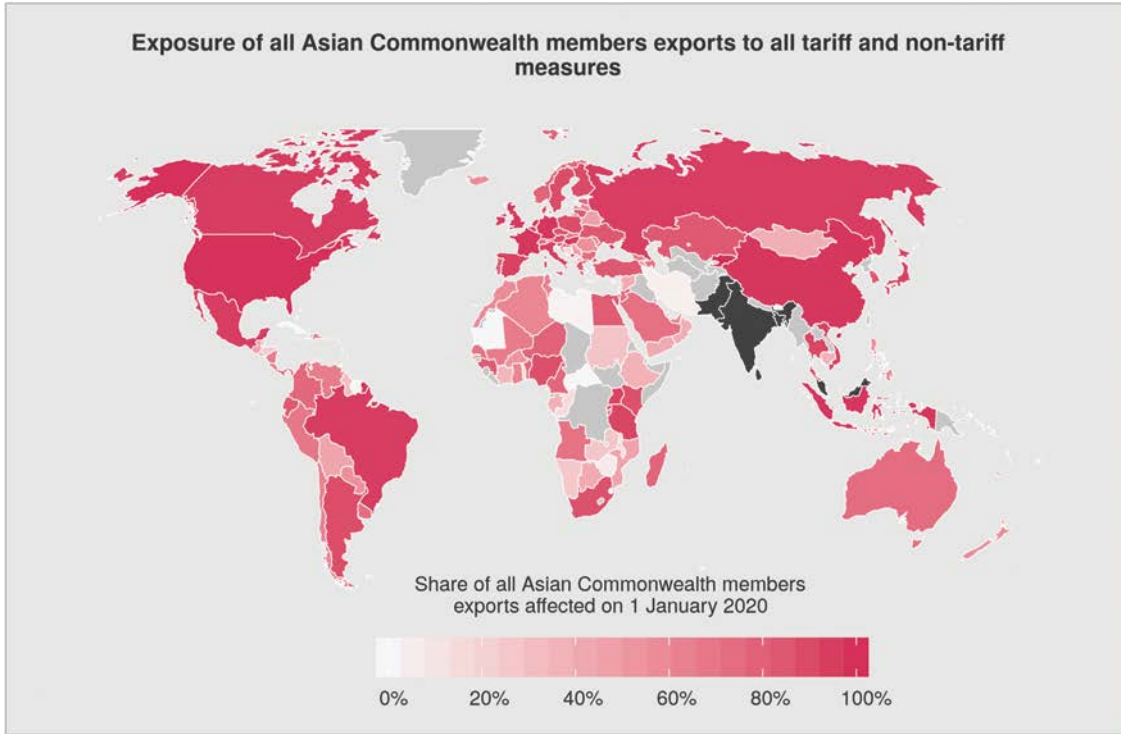 Exposure of all Asian Commonwealth members exports to all tariff and non-tariff
measures
Share of all Asian Commonwealth members
exports affected on 1 January 2020
0% 20% 40% 60% 80% 100%